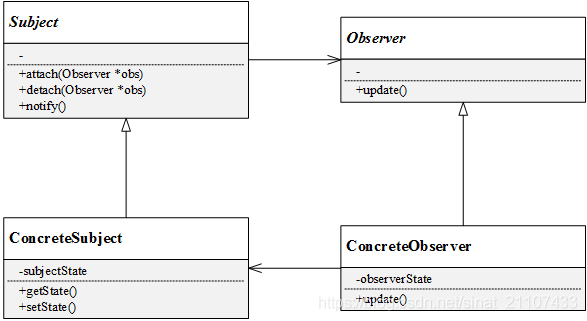 Subject
-
+attach(Observer *obs)
+detach(Observer *obs)
+notify()
Observer
-
+update()
ConcreteSubject
-subjectState
+getState()
+setState()
ConcreteObserver
-observerState
+update()
https://blog.csdn.net/sinat_21107433